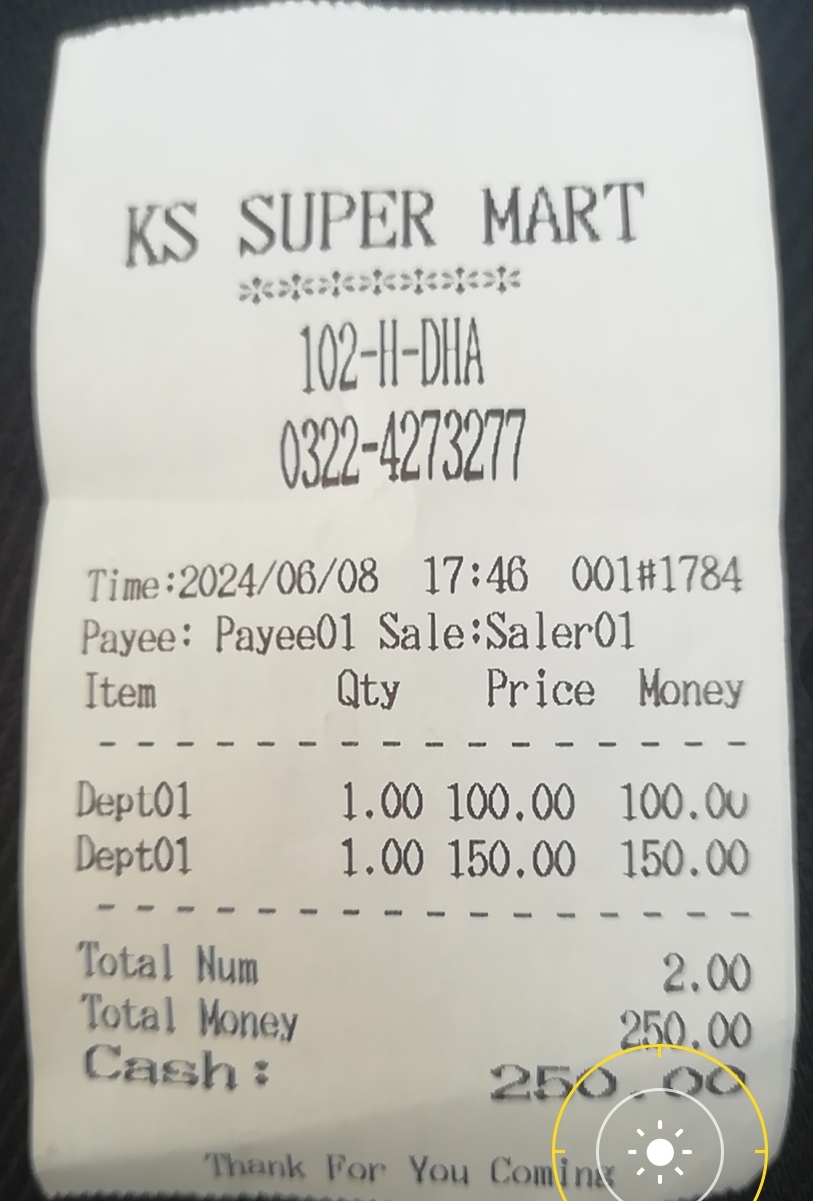 KS SUPER MART
102-H-DHA
0322-4273277
Time:2024/06/08 17:46 001#1784
Payee: Payee01 Sale:Saler01
Item Qty Price Money
Dept01 1.00 100.00 100.00
Dept01 1.00 150.00 150.00
Total Num 2.00
Total Money 250.00
Cash: 250.00
Thank For You Coming